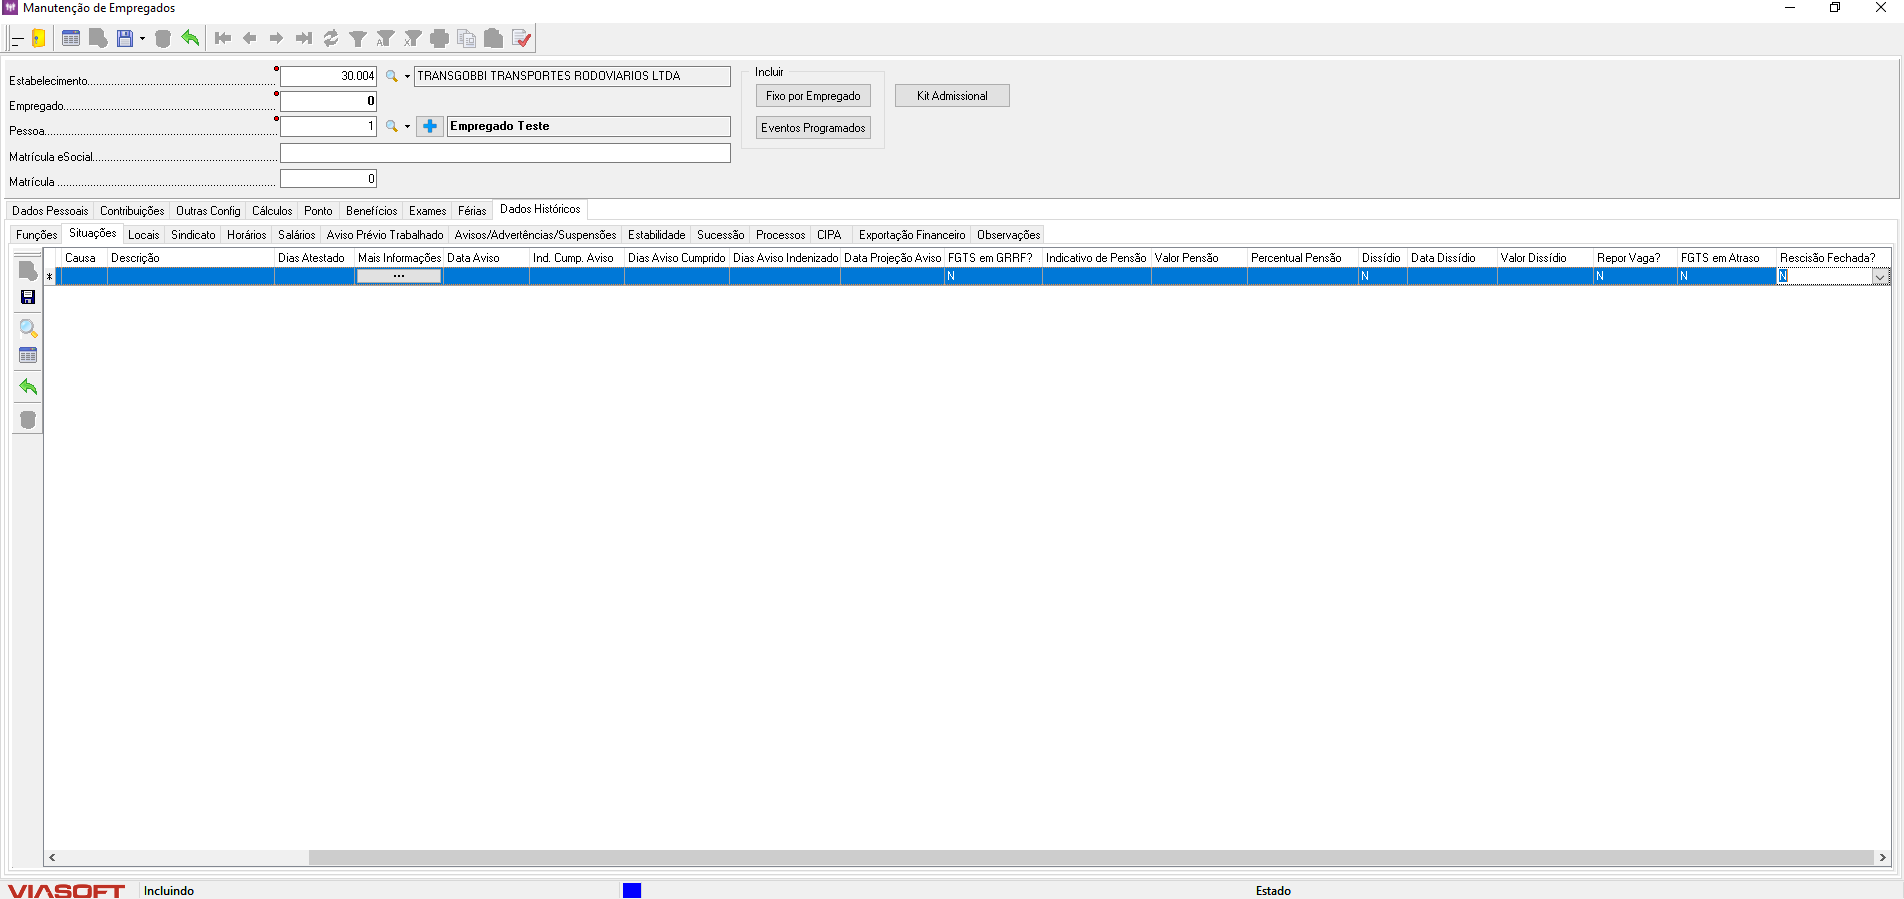 Manutenção de Empregados
Estabelecimento 30.004 TRANSGOBBI TRANSPORTES RODOVIARIOS LTDA
Empregado 0
Pessoa 1 Empregado Teste
Matrícula eSocial
Matrícula 0
Incluir
Fixo por Empregado
Eventos Programados
Kit Admissional
Dados Pessoais Contribuições Outras Config Cálculos Ponto Benefícios Exames Férias Dados Históricos
Funções Situações Locais Sindicato Horários Salários Aviso Prévio Trabalhado Avisos/Advertências/Suspensões Estabilidade Sucessão Processos CIPA Exportação Financeiro Observações
Causa Descrição Dias Atestado Mais Informações Data Aviso Ind. Cump. Aviso Dias Aviso Cumprido Dias Aviso Indenizado Data Projeção Aviso FGTS em GRRF? Indicativo de Pensão Valor Pensão Percentual Pensão Dissídio Data Dissídio Valor Dissídio Repor Vaga? FGTS em Atraso Rescisão Fechada?
* ... N N N N N
VIASOFT Incluindo Estado